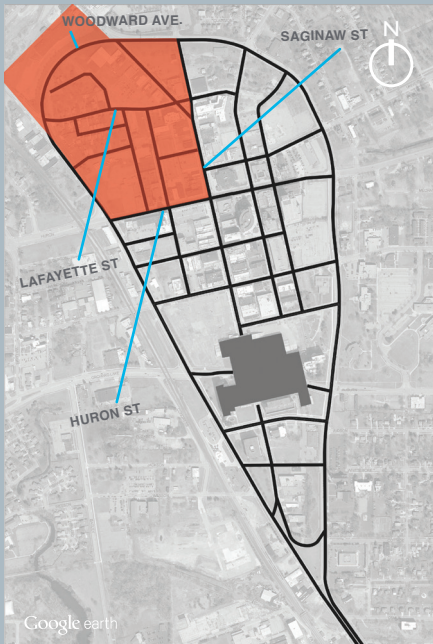 WOODWARD AVE.
SAGINAW ST
N
LAFAYETTE ST
HURON ST
Google earth